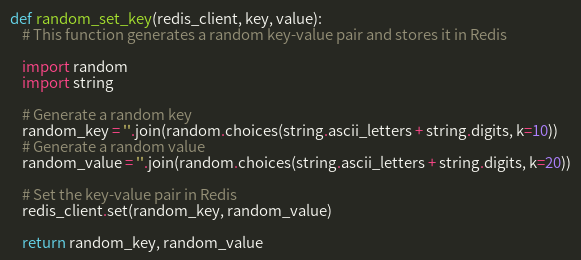 def random_set_key(redis_client, key, value):
# This function generates a random key-value pair and stores it in Redis
import random
import string
# Generate a random key
random_key = ''.join(random.choices(string.ascii_letters + string.digits, k=10))
# Generate a random value
random_value = ''.join(random.choices(string.ascii_letters + string.digits, k=20))
# Set the key-value pair in Redis
redis_client.set(random_key, random_value)
return random_key, random_value